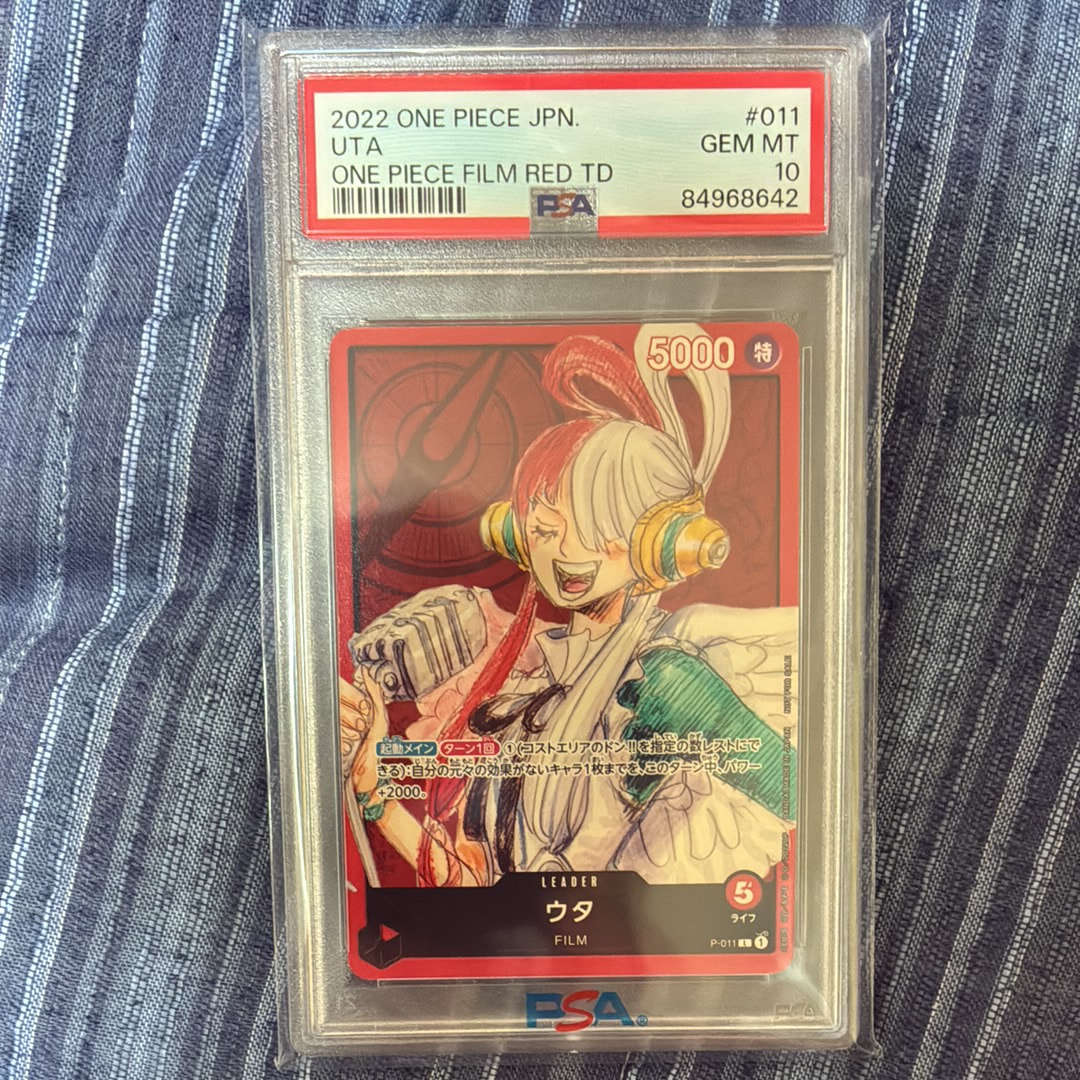 2022 ONE PIECE JPN. #011
UTA GEM MT
ONE PIECE FILM RED TD 10
PSA 84968642
5000 特
起動メイン ターン1回 ①(コストエリアのドン!!を指定の数レストにで
きる):自分の元々の効果がないキャラ1枚までを、このターン中、パワー
+2000。
NOT FOR SALE
LEADER
ウタ
FILM
5
ライフ
P-011 L 1
PSA